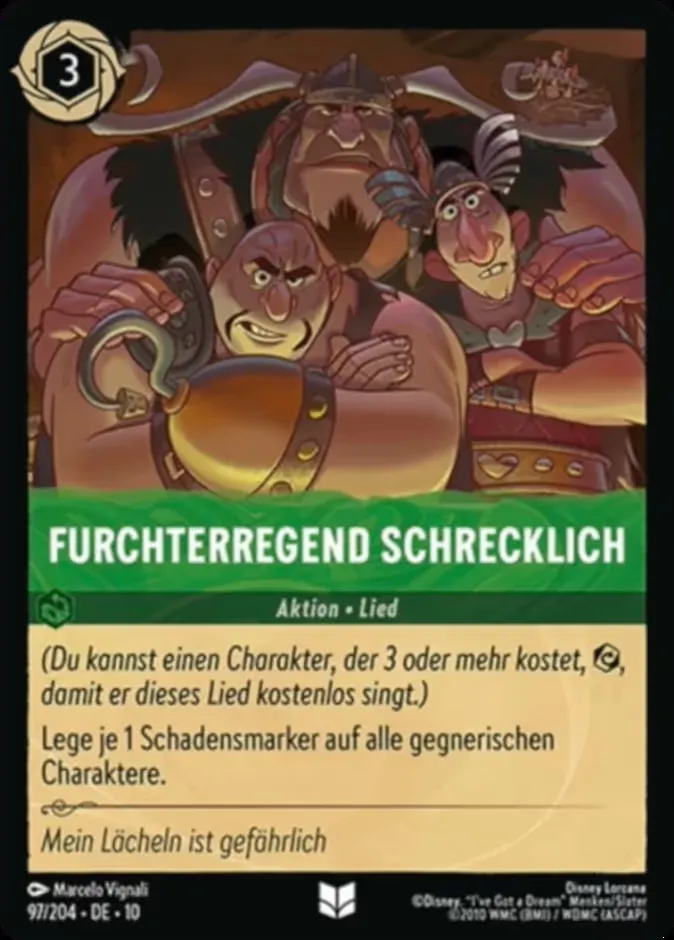 3
FURCHTERREGEND SCHRECKLICH
Aktion • Lied
(Du kannst einen Charakter, der 3 oder mehr kostet, ,
damit er dieses Lied kostenlos singt.)
Lege je 1 Schadensmarker auf alle gegnerischen
Charaktere.
Mein Lächeln ist gefährlich
Marcelo Vignali
97/204 • DE • 10
Disney Lorcana
©Disney, "I've Got a Dream" Menken/Slater
©2010 WMC (BMI) / WDMC (ASCAP)